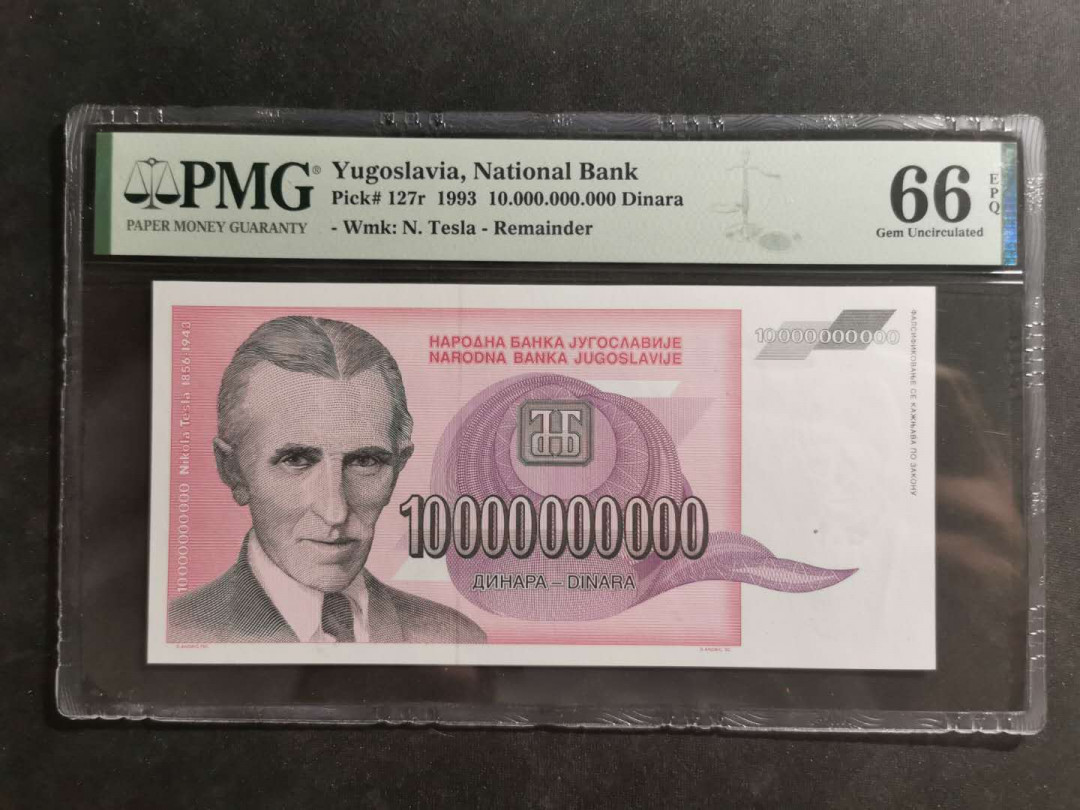 PMG®
PAPER MONEY GUARANTY
Yugoslavia, National Bank
Pick# 127r 1993 10.000.000.000 Dinara
- Wmk: N. Tesla - Remainder
66
EPQ
Gem Uncirculated
НАРОДНА БАНКА ЈУГОСЛАВИЈЕ
NARODNA BANKA JUGOSLAVIJE
10000000000
10000000000 Nikola Tesla 1856-1943
10000000000
ДИНАРА – DINARA
ФАЛСИФИКОВАЊЕ СЕ КАЖЊАВА ПО ЗАКОНУ